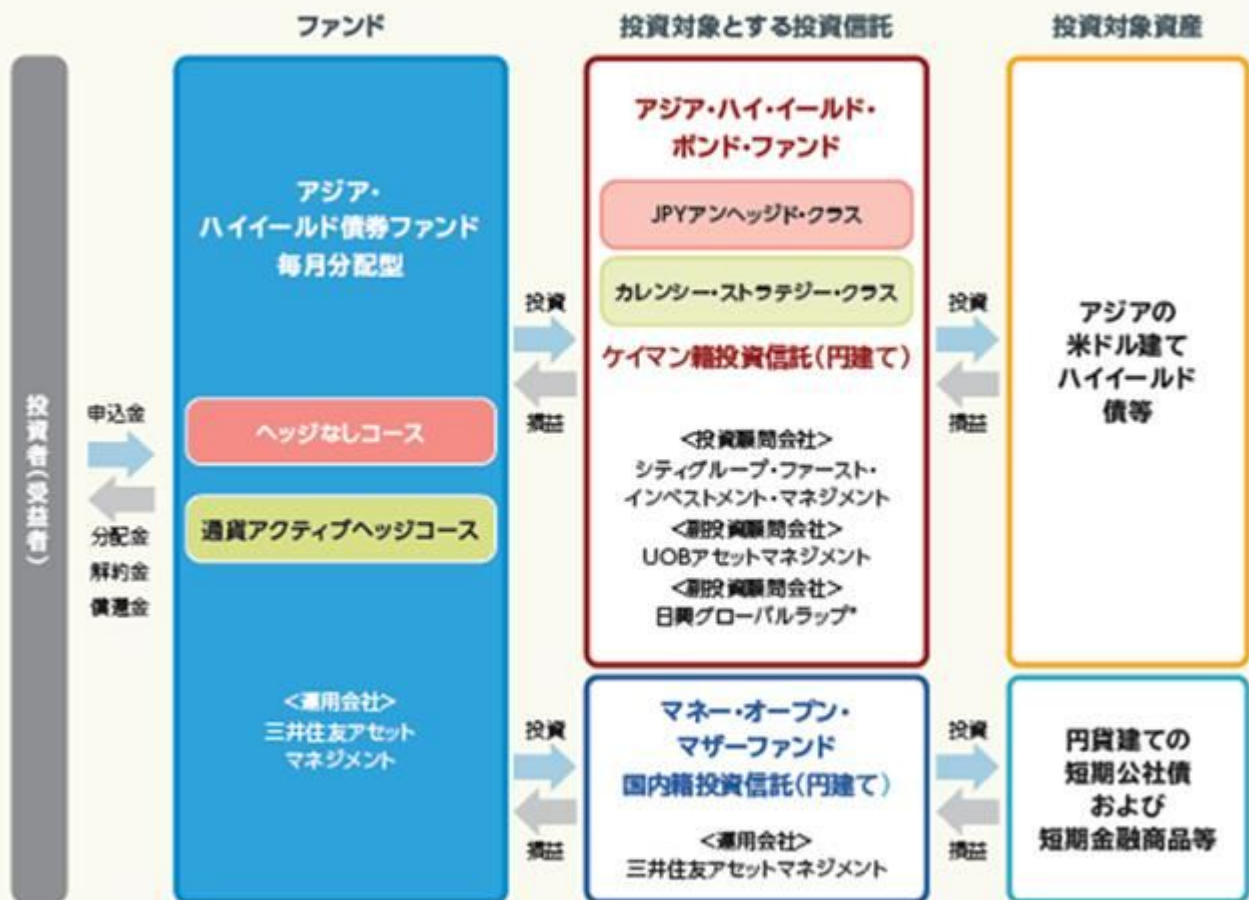 ファンド
投資対象とする投資信託
投資対象資産
投資者(受益者)
申込金
分配金
解約金
償還金
アジア・
ハイイールド債券ファンド
毎月分配型
ヘッジなしコース
通貨アクティブヘッジコース
<運用会社>
三井住友アセット
マネジメント
投資
損益
投資
損益
アジア・ハイ・イールド・
ボンド・ファンド
JPYアンヘッジド・クラス
カレンシー・ストラテジー・クラス
ケイマン籍投資信託(円建て)
<投資顧問会社>
シティグループ・ファースト・
インベストメント・マネジメント
<副投資顧問会社>
UOBアセットマネジメント
<副投資顧問会社>
日興グローバルラップ*
マネー・オープン・
マザーファンド
国内籍投資信託(円建て)
<運用会社>
三井住友アセットマネジメント
投資
損益
投資
損益
アジアの
米ドル建て
ハイイールド
債等
円貨建ての
短期公社債
および
短期金融商品等